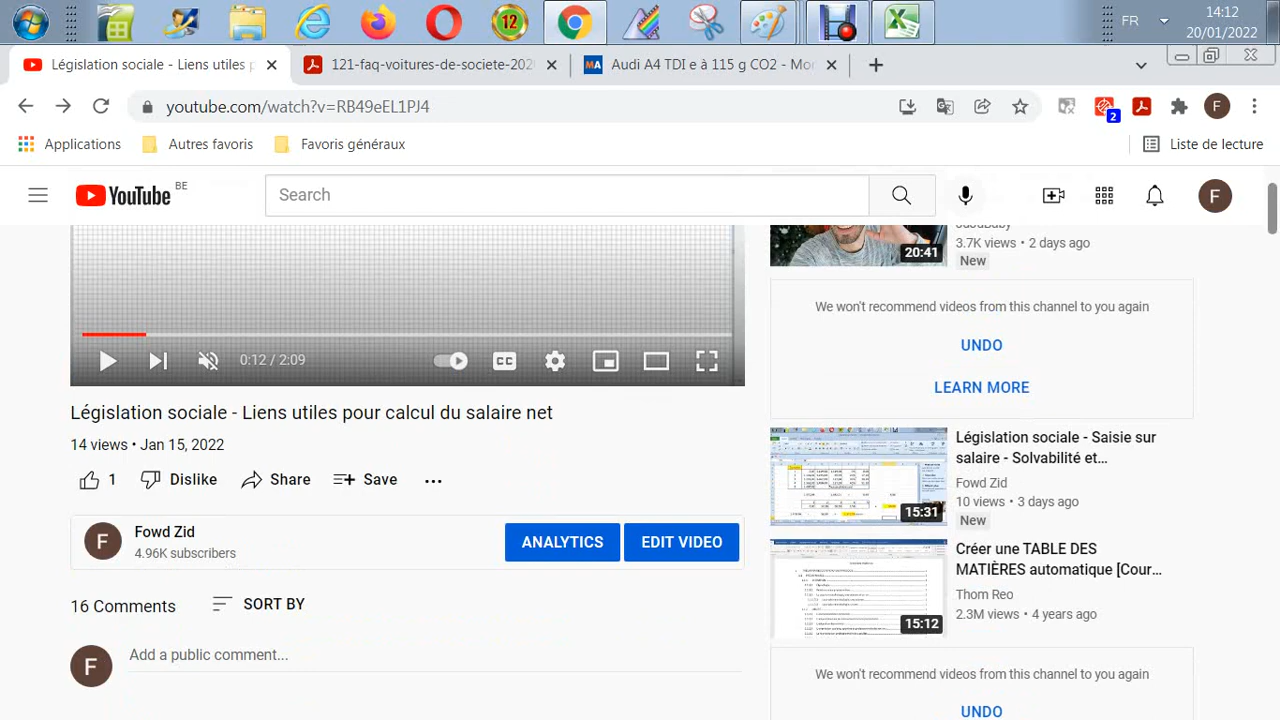 12
FR
14:12
20/01/2022
Législation sociale - Liens utiles p
121-faq-voitures-de-societe-202
MA
Audi A4 TDI e à 115 g CO2 - Mo
youtube.com/watch?v=RB49eEL1PJ4
2
F
Applications
Autres favoris
Favoris généraux
Liste de lecture
YouTube
BE
Search
F
20:41
3.7K views • 2 days ago
New
We won't recommend videos from this channel to you again
UNDO
LEARN MORE
0:12 / 2:09
CC
Législation sociale - Liens utiles pour calcul du salaire net
14 views • Jan 15, 2022
1
Dislike
Share
Save
F
Fowd Zid
4.96K subscribers
ANALYTICS
EDIT VIDEO
16 Comments
SORT BY
F
Add a public comment...
15:31
Législation sociale - Saisie sur
salaire - Solvabilité et...
Fowd Zid
10 views • 3 days ago
New
15:12
Créer une TABLE DES
MATIÈRES automatique [Cour...
Thom Reo
2.3M views • 4 years ago
We won't recommend videos from this channel to you again
UNDO